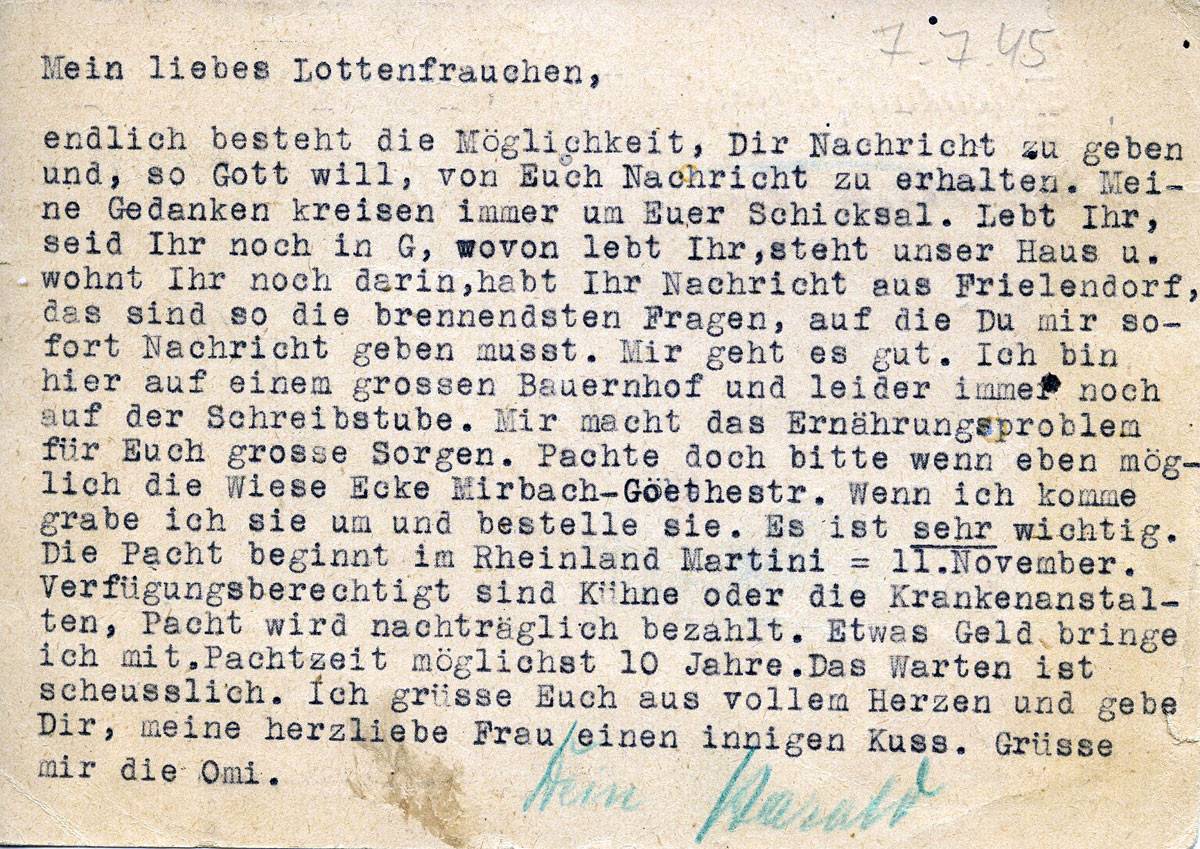 7.7.45
Mein liebes Lottenfrauchen,
endlich besteht die Möglichkeit, Dir Nachricht zu geben
und, so Gott will, von Euch Nachricht zu erhalten. Mei-
ne Gedanken kreisen immer um Euer Schicksal. Lebt Ihr,
seid Ihr noch in G, wovon lebt Ihr,steht unser Haus u.
wohnt Ihr noch darin,habt Ihr Nachricht aus Frielendorf,
das sind so die brennendsten Fragen, auf die Du mir so-
fort Nachricht geben musst. Mir geht es gut. Ich bin
hier auf einem grossen Bauernhof und leider immer noch
auf der Schreibstube. Mir macht das Ernährungsproblem
für Euch grosse Sorgen. Pachte doch bitte wenn eben mög-
lich die Wiese Ecke Mirbach-Göethestr. Wenn ich komme
grabe ich sie um und bestelle sie. Es ist sehr wichtig.
Die Pacht beginnt im Rheinland Martini = 11.November.
Verfügungsberechtigt sind Kühne oder die Krankenanstal-
ten, Pacht wird nachträglich bezahlt. Etwas Geld bringe
ich mit.Pachtzeit möglichst 10 Jahre.Das Warten ist
scheusslich. Ich grüsse Euch aus vollem Herzen und gebe
Dir, meine herzliebe Frau einen innigen Kuss. Grüsse
mir die Omi.
Dein Harald